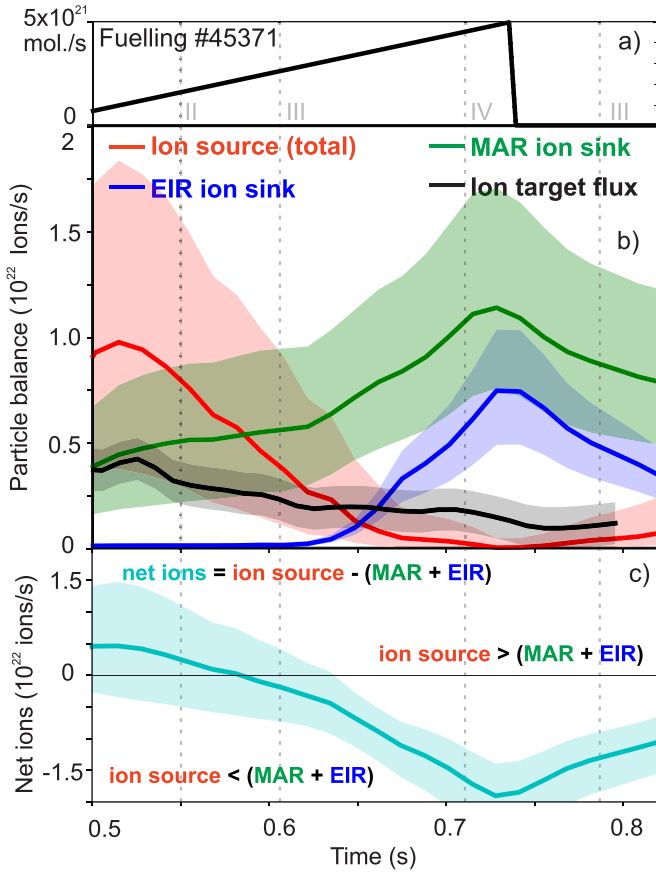 5x10²¹
mol./s
Fuelling #45371
a)
0
II
III
IV
III
2
Ion source (total)
MAR ion sink
EIR ion sink
Ion target flux
b)
1.5
1.0
0.5
0
Particle balance (10²² Ions/s)
net ions = ion source - (MAR + EIR)
c)
1.5
ion source > (MAR + EIR)
0
ion source < (MAR + EIR)
-1.5
Net ions (10²² ions/s)
0.5
0.6
0.7
0.8
Time (s)